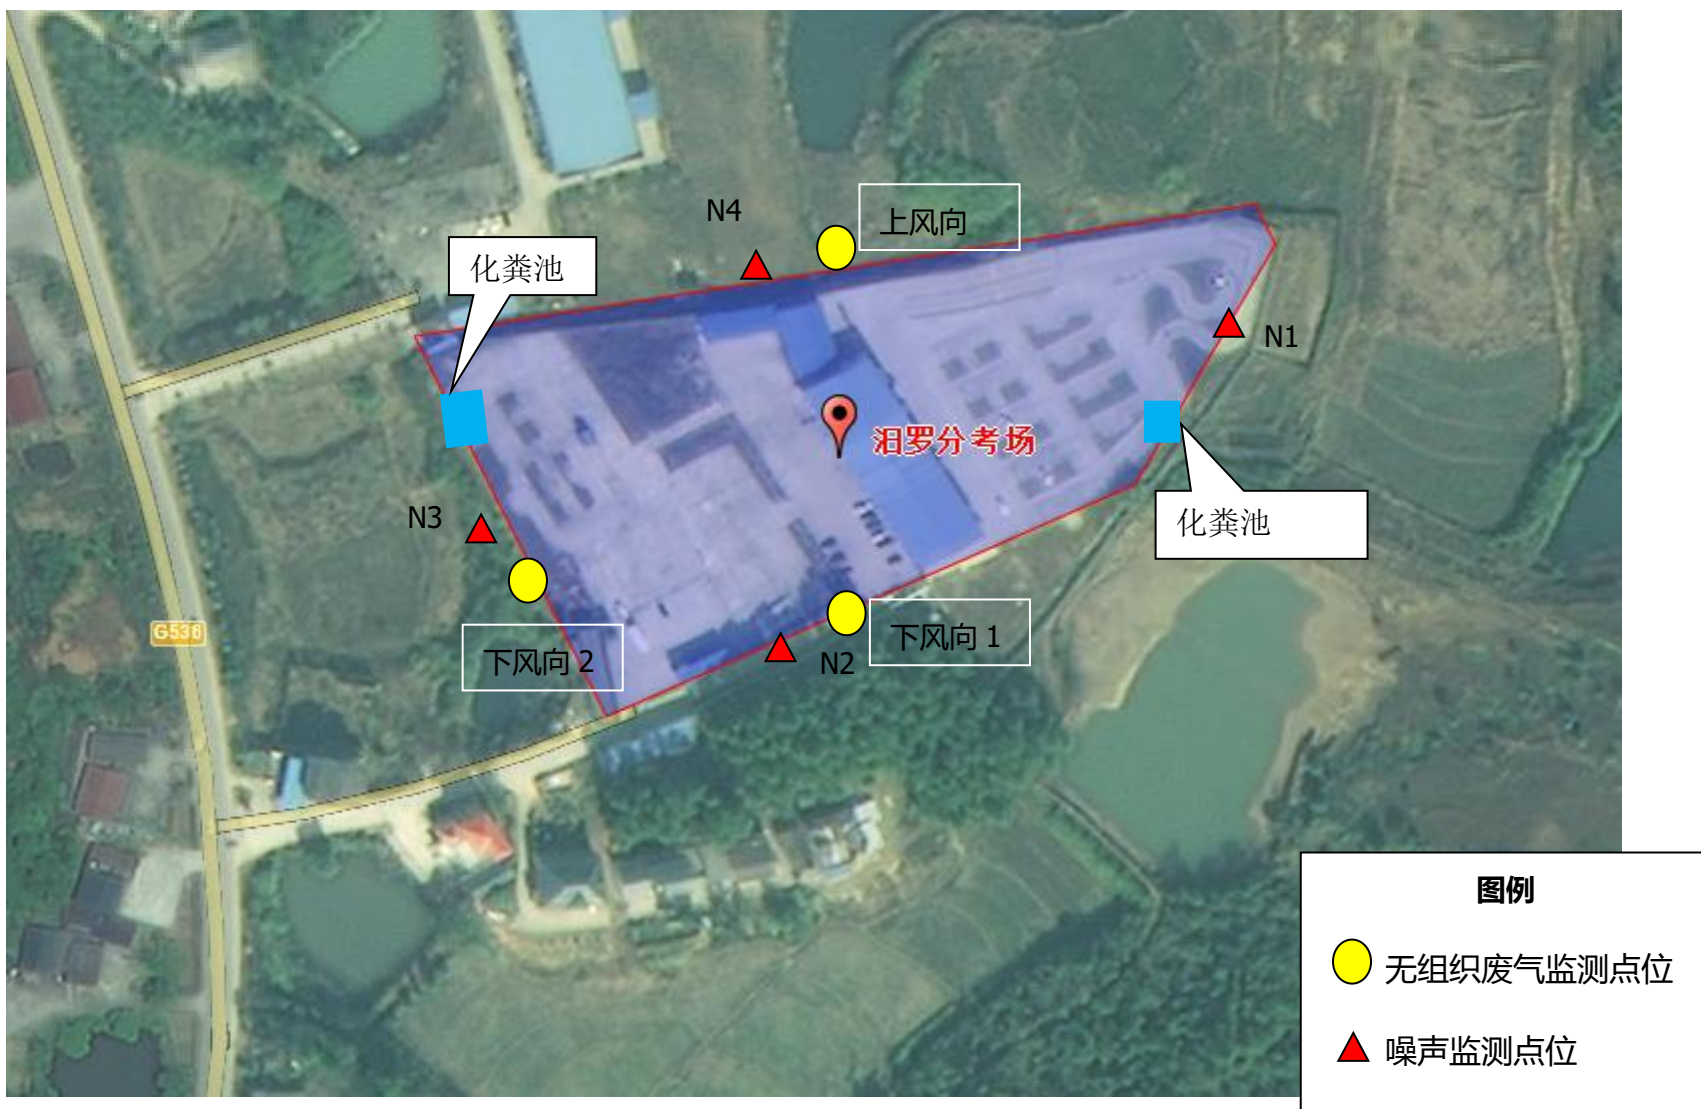 上风向
N4
化粪池
N1
汨罗分考场
N3
化粪池
G536
下风向 1
下风向 2
N2
图例
无组织废气监测点位
噪声监测点位